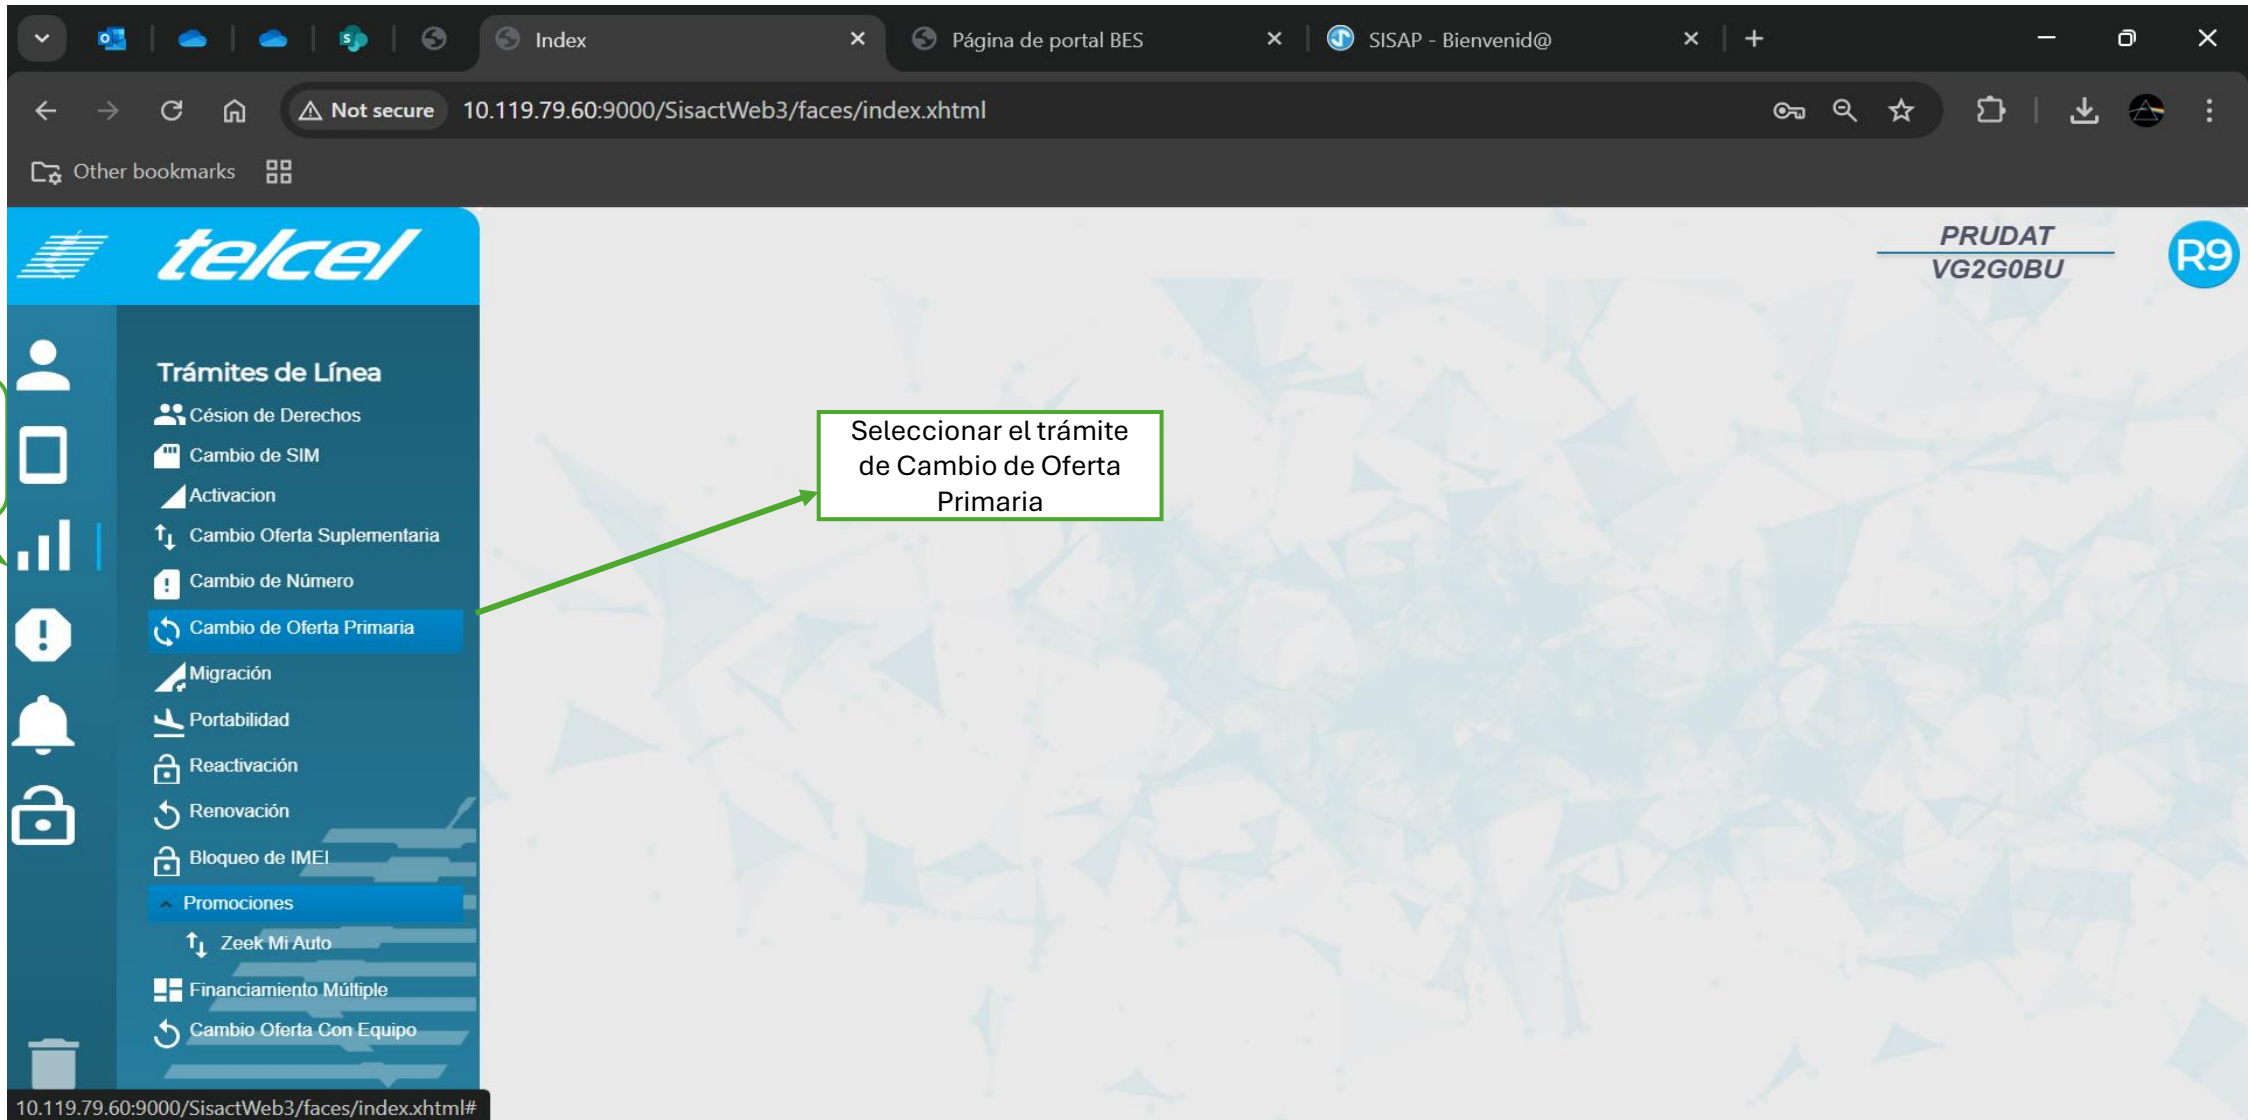 Index
Página de portal BES
SISAP - Bienvenid@
Not secure
10.119.79.60:9000/SisactWeb3/faces/index.xhtml
Other bookmarks
telcel
PRUDAT
VG2G0BU
R9
Trámites de Línea
Césion de Derechos
Cambio de SIM
Activacion
Cambio Oferta Suplementaria
Cambio de Número
Cambio de Oferta Primaria
Migración
Portabilidad
Reactivación
Renovación
Bloqueo de IMEI
Promociones
Zeek Mi Auto
Financiamiento Múltiple
Cambio Oferta Con Equipo
Seleccionar el trámite
de Cambio de Oferta
Primaria
10.119.79.60:9000/SisactWeb3/faces/index.xhtml#